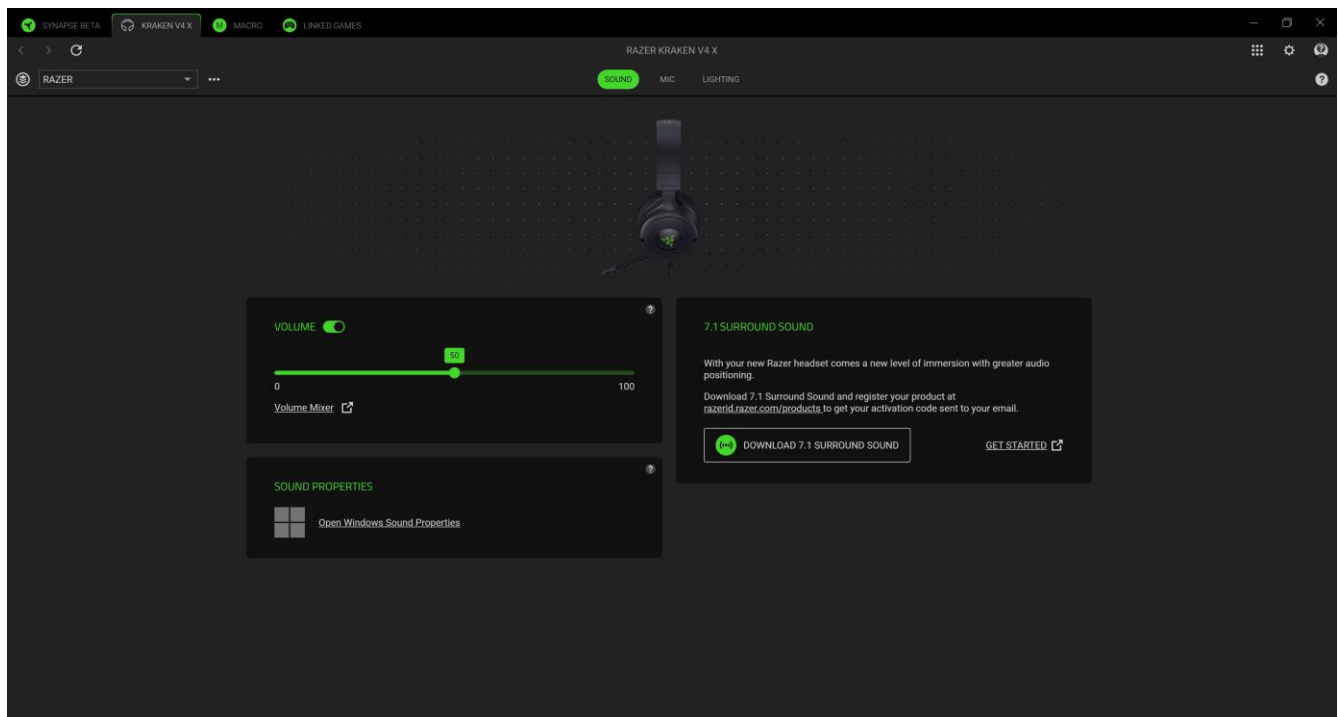 SYNAPSE BETA
KRAKEN V4 X
M MACRO
LINKED GAMES
RAZER KRAKEN V4 X
RAZER
SOUND
MIC
LIGHTING
VOLUME
?
50
0
100
Volume Mixer
SOUND PROPERTIES
?
Open Windows Sound Properties
7.1 SURROUND SOUND
With your new Razer headset comes a new level of immersion with greater audio
positioning.
Download 7.1 Surround Sound and register your product at
razerid.razer.com/products to get your activation code sent to your email.
DOWNLOAD 7.1 SURROUND SOUND
GET STARTED